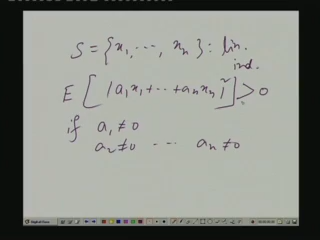 S = {x₁, ⋯, xₙ} : lin. ind.
E [ |a₁x₁ + ⋯ + aₙxₙ|² ] > 0
if a₁ ≠ 0
a₂ ≠ 0 ⋯ aₙ ≠ 0